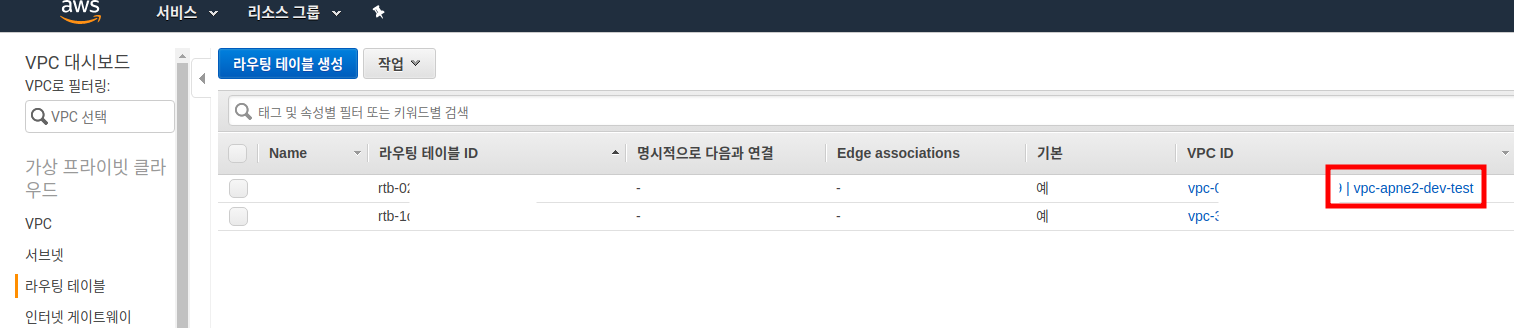 aws 서비스 리소스 그룹
VPC 대시보드
VPC로 필터링:
VPC 선택
가상 프라이빗 클라
우드
VPC
서브넷
라우팅 테이블
인터넷 게이트웨이
라우팅 테이블 생성 작업
태그 및 속성별 필터 또는 키워드별 검색
Name 라우팅 테이블 ID 명시적으로 다음과 연결 Edge associations 기본 VPC ID
rtb-02 - - 예 vpc-0 9 | vpc-apne2-dev-test
rtb-1c - - 예 vpc-3